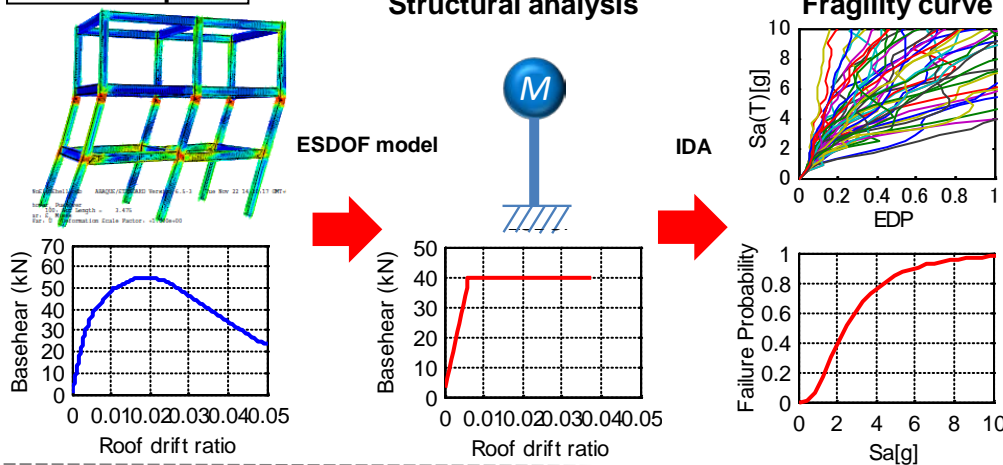 Structural analysis
Fragility curve
M
ESDOF model
IDA
Sa(T)[g]
10
8
6
4
2
0
0.2 0.4 0.6 0.8 1
EDP
Basehear (kN)
70
60
50
40
30
20
10
0
0 0.010.020.030.040.05
Roof drift ratio
Basehear (kN)
50
40
30
20
10
0
0 0.010.020.030.040.05
Roof drift ratio
Failure Probability
1
0.8
0.6
0.4
0.2
0
0 2 4 6 8 10
Sa[g]